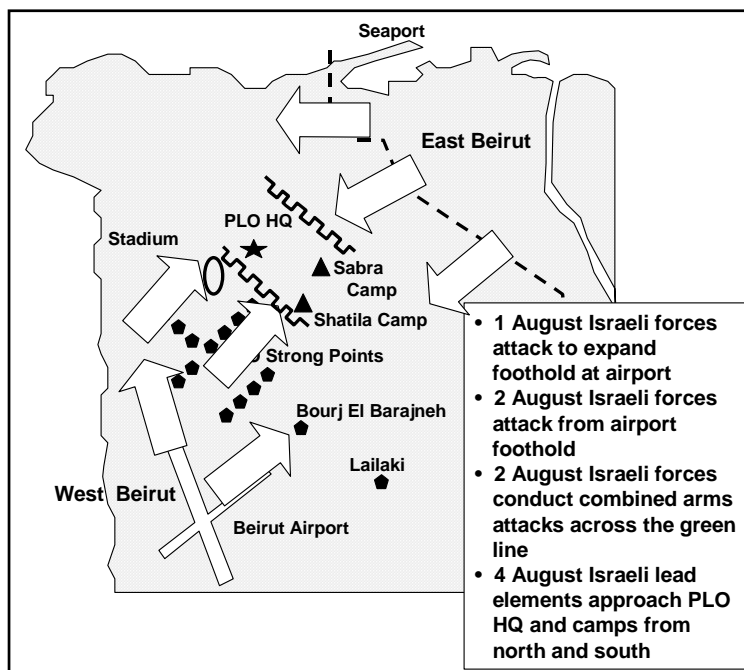 Seaport
East Beirut
PLO HQ
Stadium
Sabra
Camp
Shatila Camp
Strong Points
Bourj El Barajneh
Lailaki
West Beirut
Beirut Airport
• 1 August Israeli forces
attack to expand
foothold at airport
• 2 August Israeli forces
attack from airport
foothold
• 2 August Israeli forces
conduct combined arms
attacks across the green
line
• 4 August Israeli lead
elements approach PLO
HQ and camps from
north and south